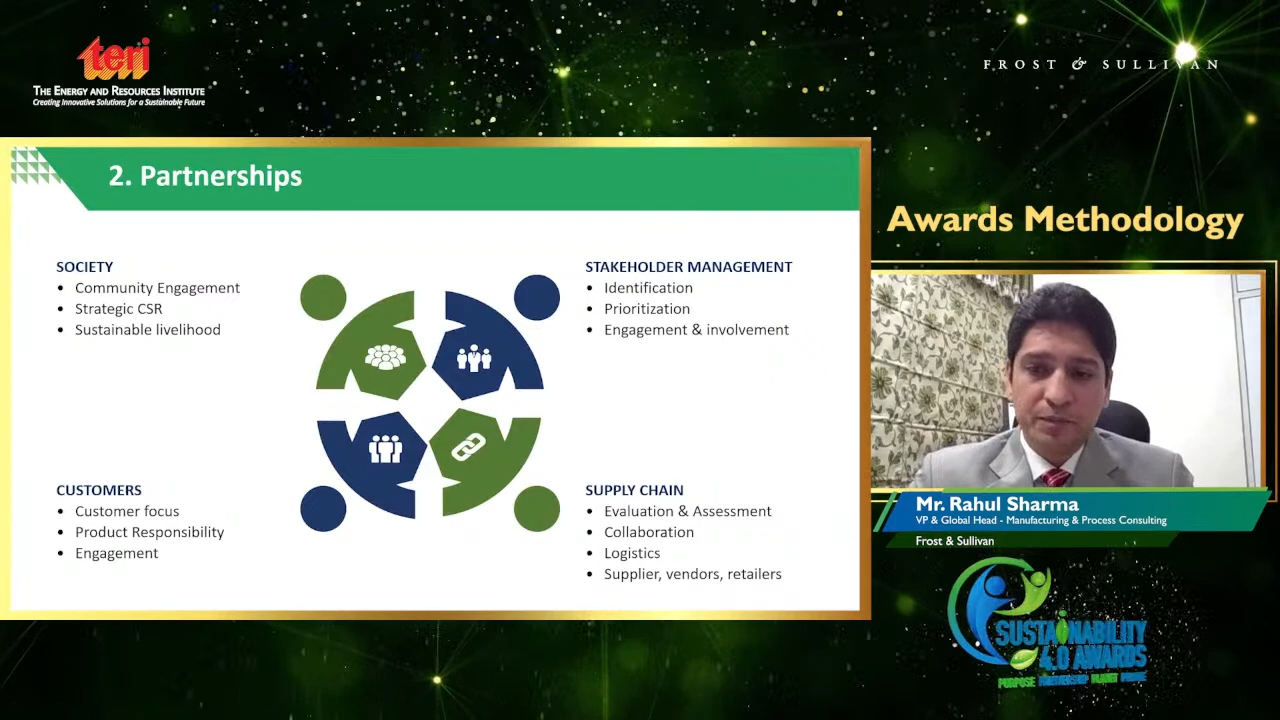 teri
THE ENERGY AND RESOURCES INSTITUTE
Creating Innovative Solutions for a Sustainable Future
FROST & SULLIVAN
2. Partnerships
SOCIETY
• Community Engagement
• Strategic CSR
• Sustainable livelihood
STAKEHOLDER MANAGEMENT
• Identification
• Prioritization
• Engagement & involvement
CUSTOMERS
• Customer focus
• Product Responsibility
• Engagement
SUPPLY CHAIN
• Evaluation & Assessment
• Collaboration
• Logistics
• Supplier, vendors, retailers
Awards Methodology
Mr. Rahul Sharma
VP & Global Head - Manufacturing & Process Consulting
Frost & Sullivan
SUSTAINABILITY
4.0 AWARDS
PURPOSE PARTNERSHIP PLANET